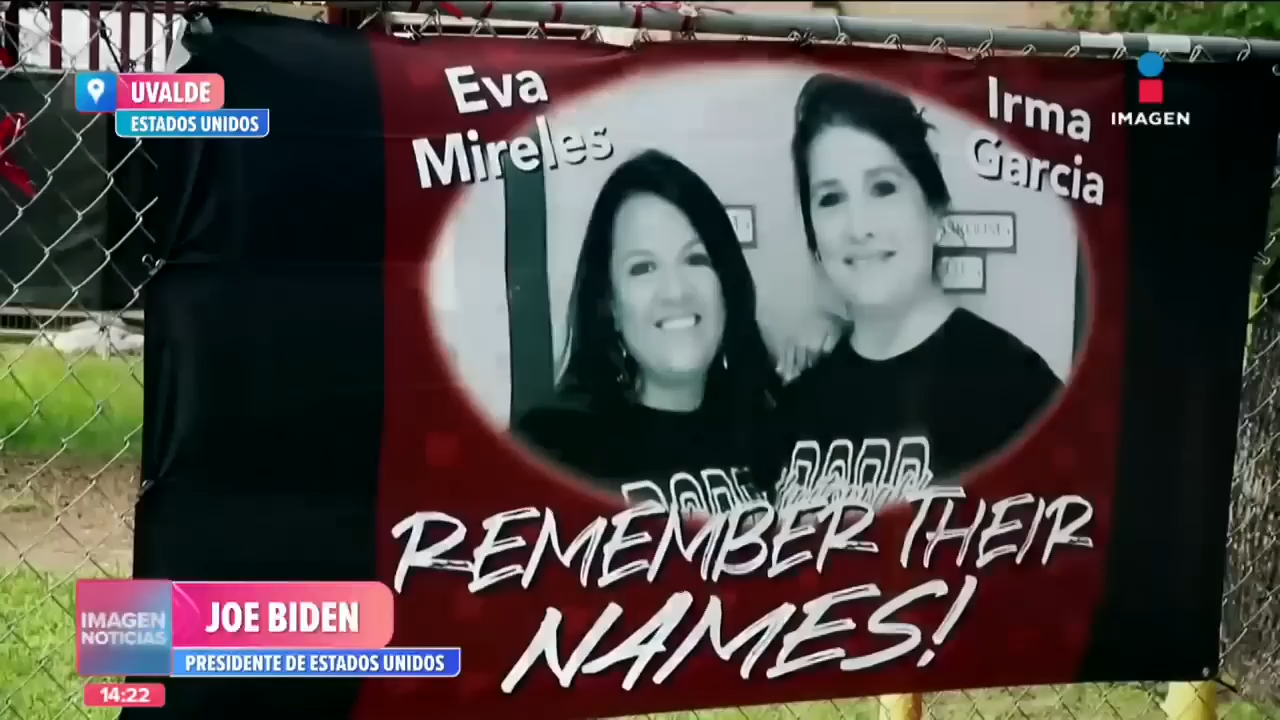 UVALDE
ESTADOS UNIDOS
IMAGEN
Eva
Mireles
Irma
Garcia
REMEMBER THEIR
NAMES!
IMAGEN
NOTICIAS
JOE BIDEN
PRESIDENTE DE ESTADOS UNIDOS
14:22